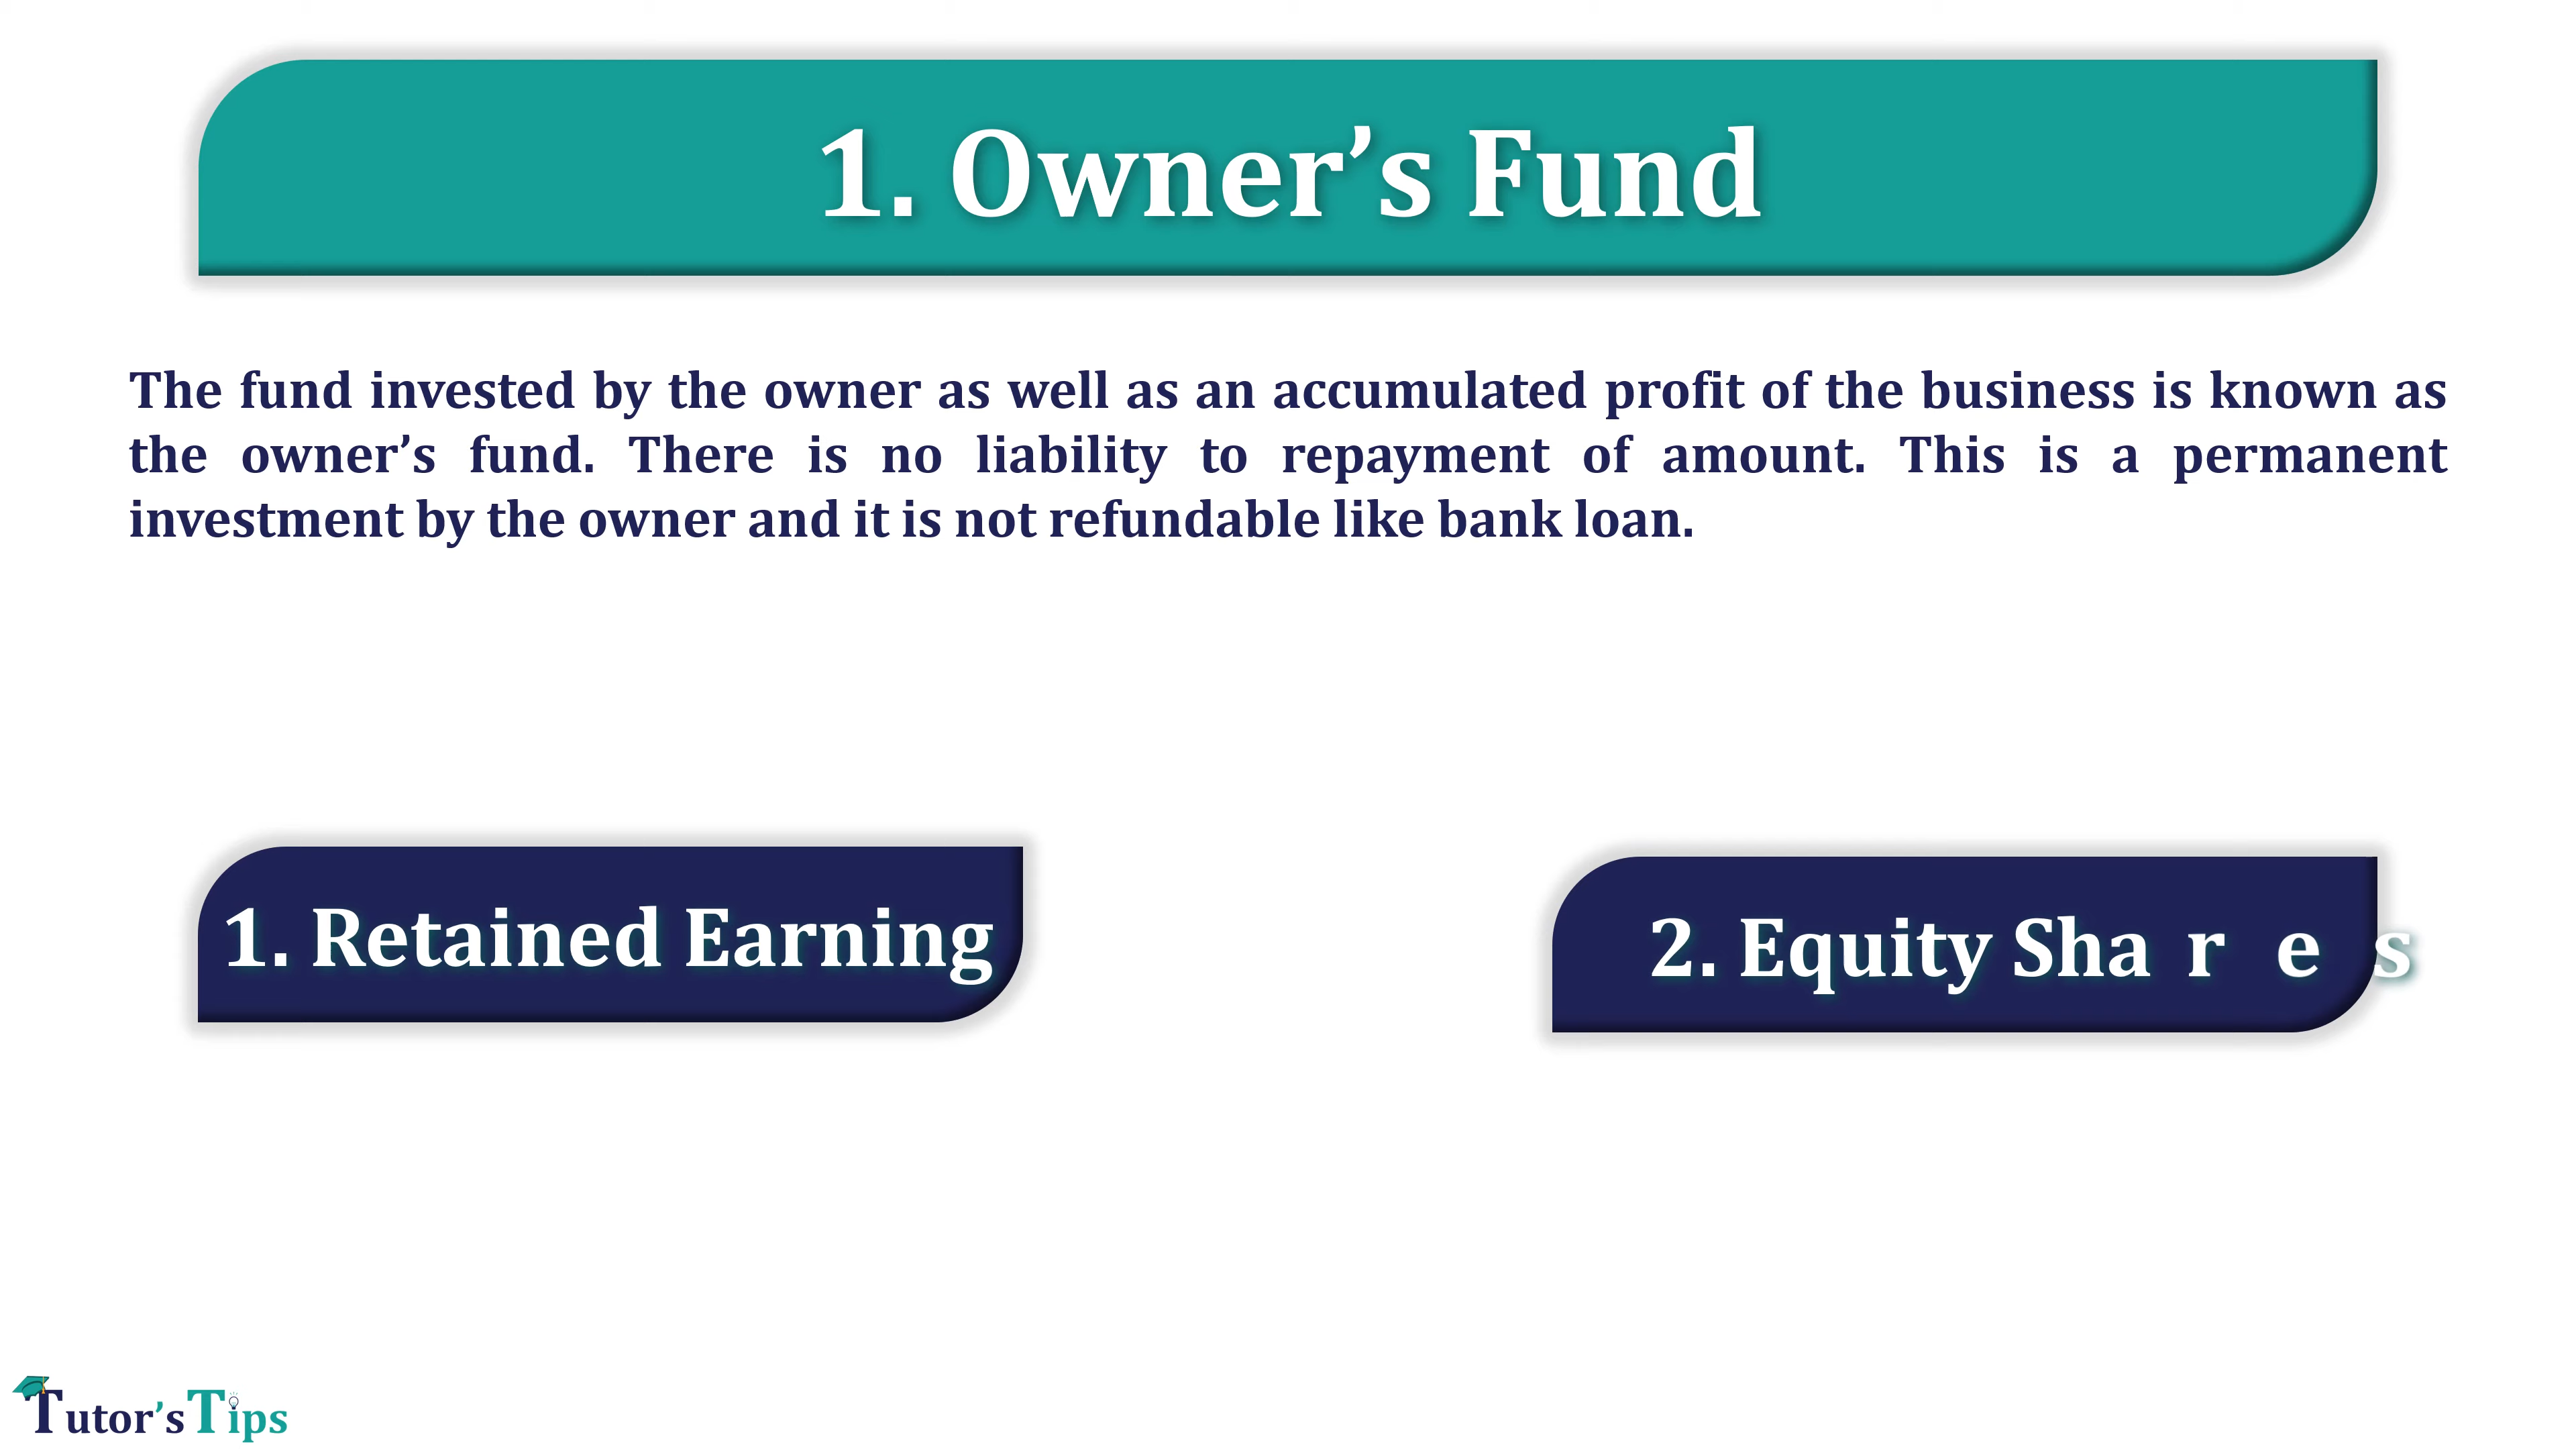 1. Owner’s Fund
The fund invested by the owner as well as an accumulated profit of the business is known as
the owner’s fund. There is no liability to repayment of amount. This is a permanent
investment by the owner and it is not refundable like bank loan.
1. Retained Earning
2. Equity Shares
Tutor’sTips